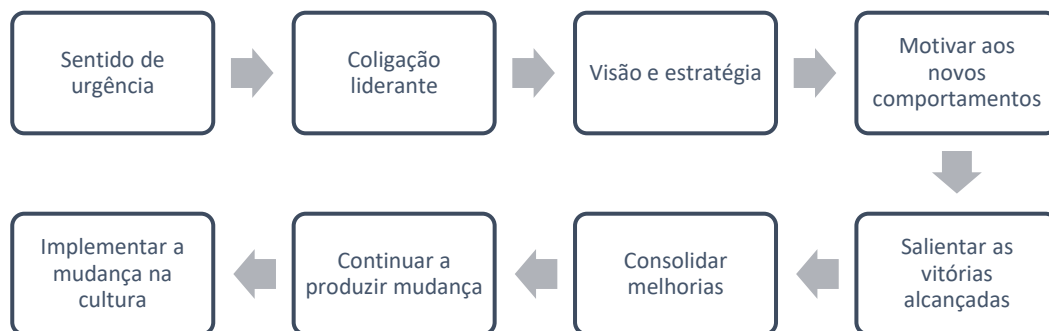 Sentido de
urgência
Coligação
liderante
Visão e estratégia
Motivar aos
novos
comportamentos
Salientar as
vitórias
alcançadas
Consolidar
melhorias
Continuar a
produzir mudança
Implementar a
mudança na
cultura